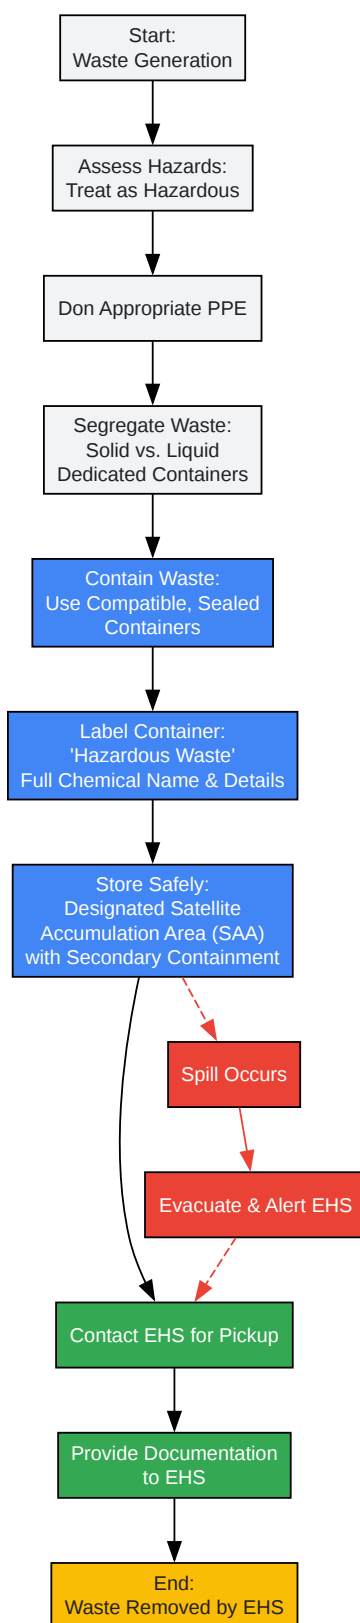 Start:
Waste Generation
Assess Hazards:
Treat as Hazardous
Don Appropriate PPE
Segregate Waste:
Solid vs. Liquid
Dedicated Containers
Contain Waste:
Use Compatible, Sealed
Containers
Label Container:
'Hazardous Waste'
Full Chemical Name & Details
Store Safely:
Designated Satellite
Accumulation Area (SAA)
with Secondary Containment
Spill Occurs
Evacuate & Alert EHS
Contact EHS for Pickup
Provide Documentation
to EHS
End:
Waste Removed by EHS